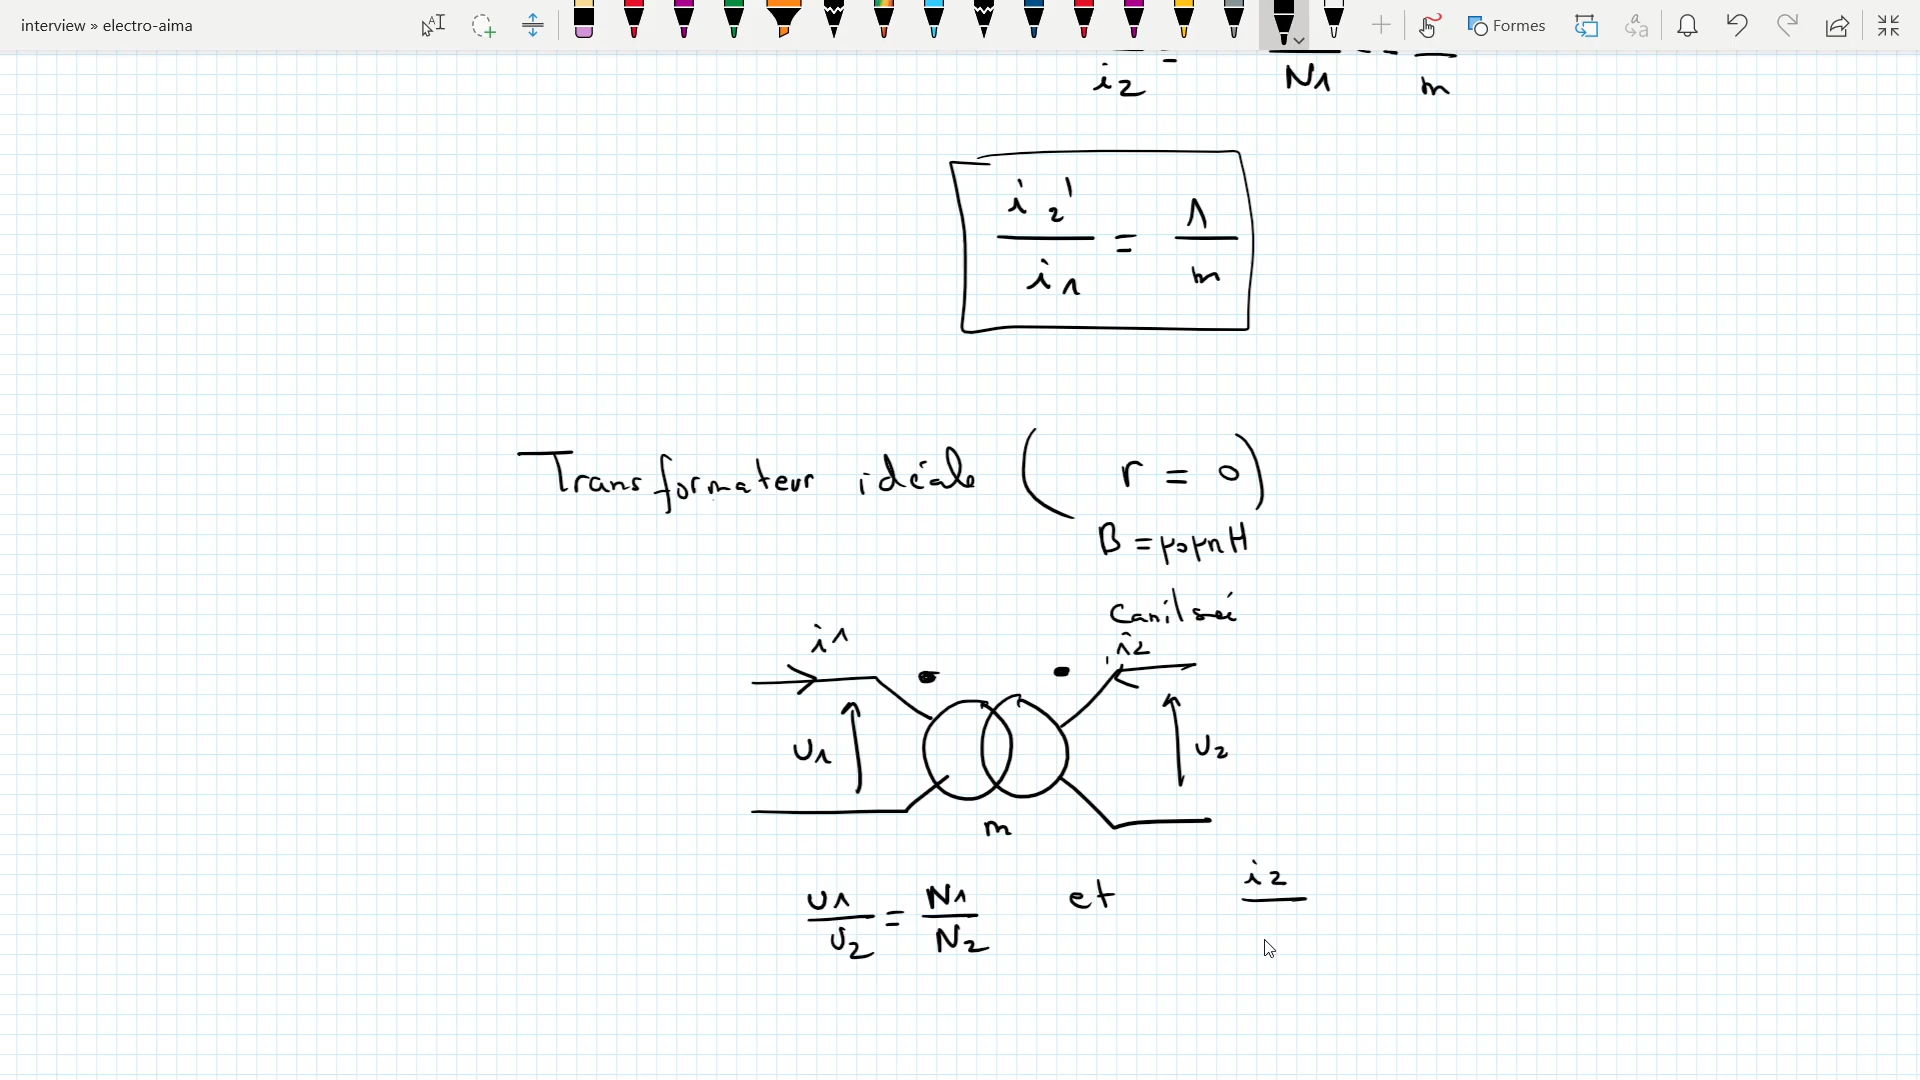 interview » electro-aima
Formes
i2 = N1 m
i2' / i1 = 1 / m
Transformateur idéale ( r = 0 )
B = μ0μrH
i1
i2
U1
U2
m
U1 / U2 = N1 / N2 et i2